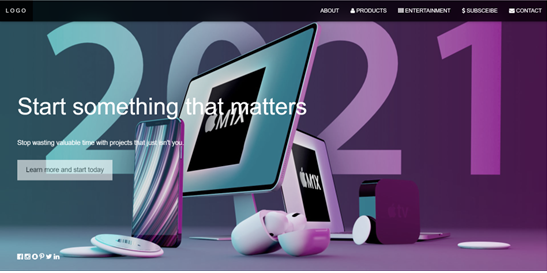 LOGO
ABOUT PRODUCTS ENTERTAINMENT $ SUBSCEIBE CONTACT
2021
Start something that matters
M1X
M1X
tv
Stop wasting valuable time with projects that just isn't you.
Learn more and start today